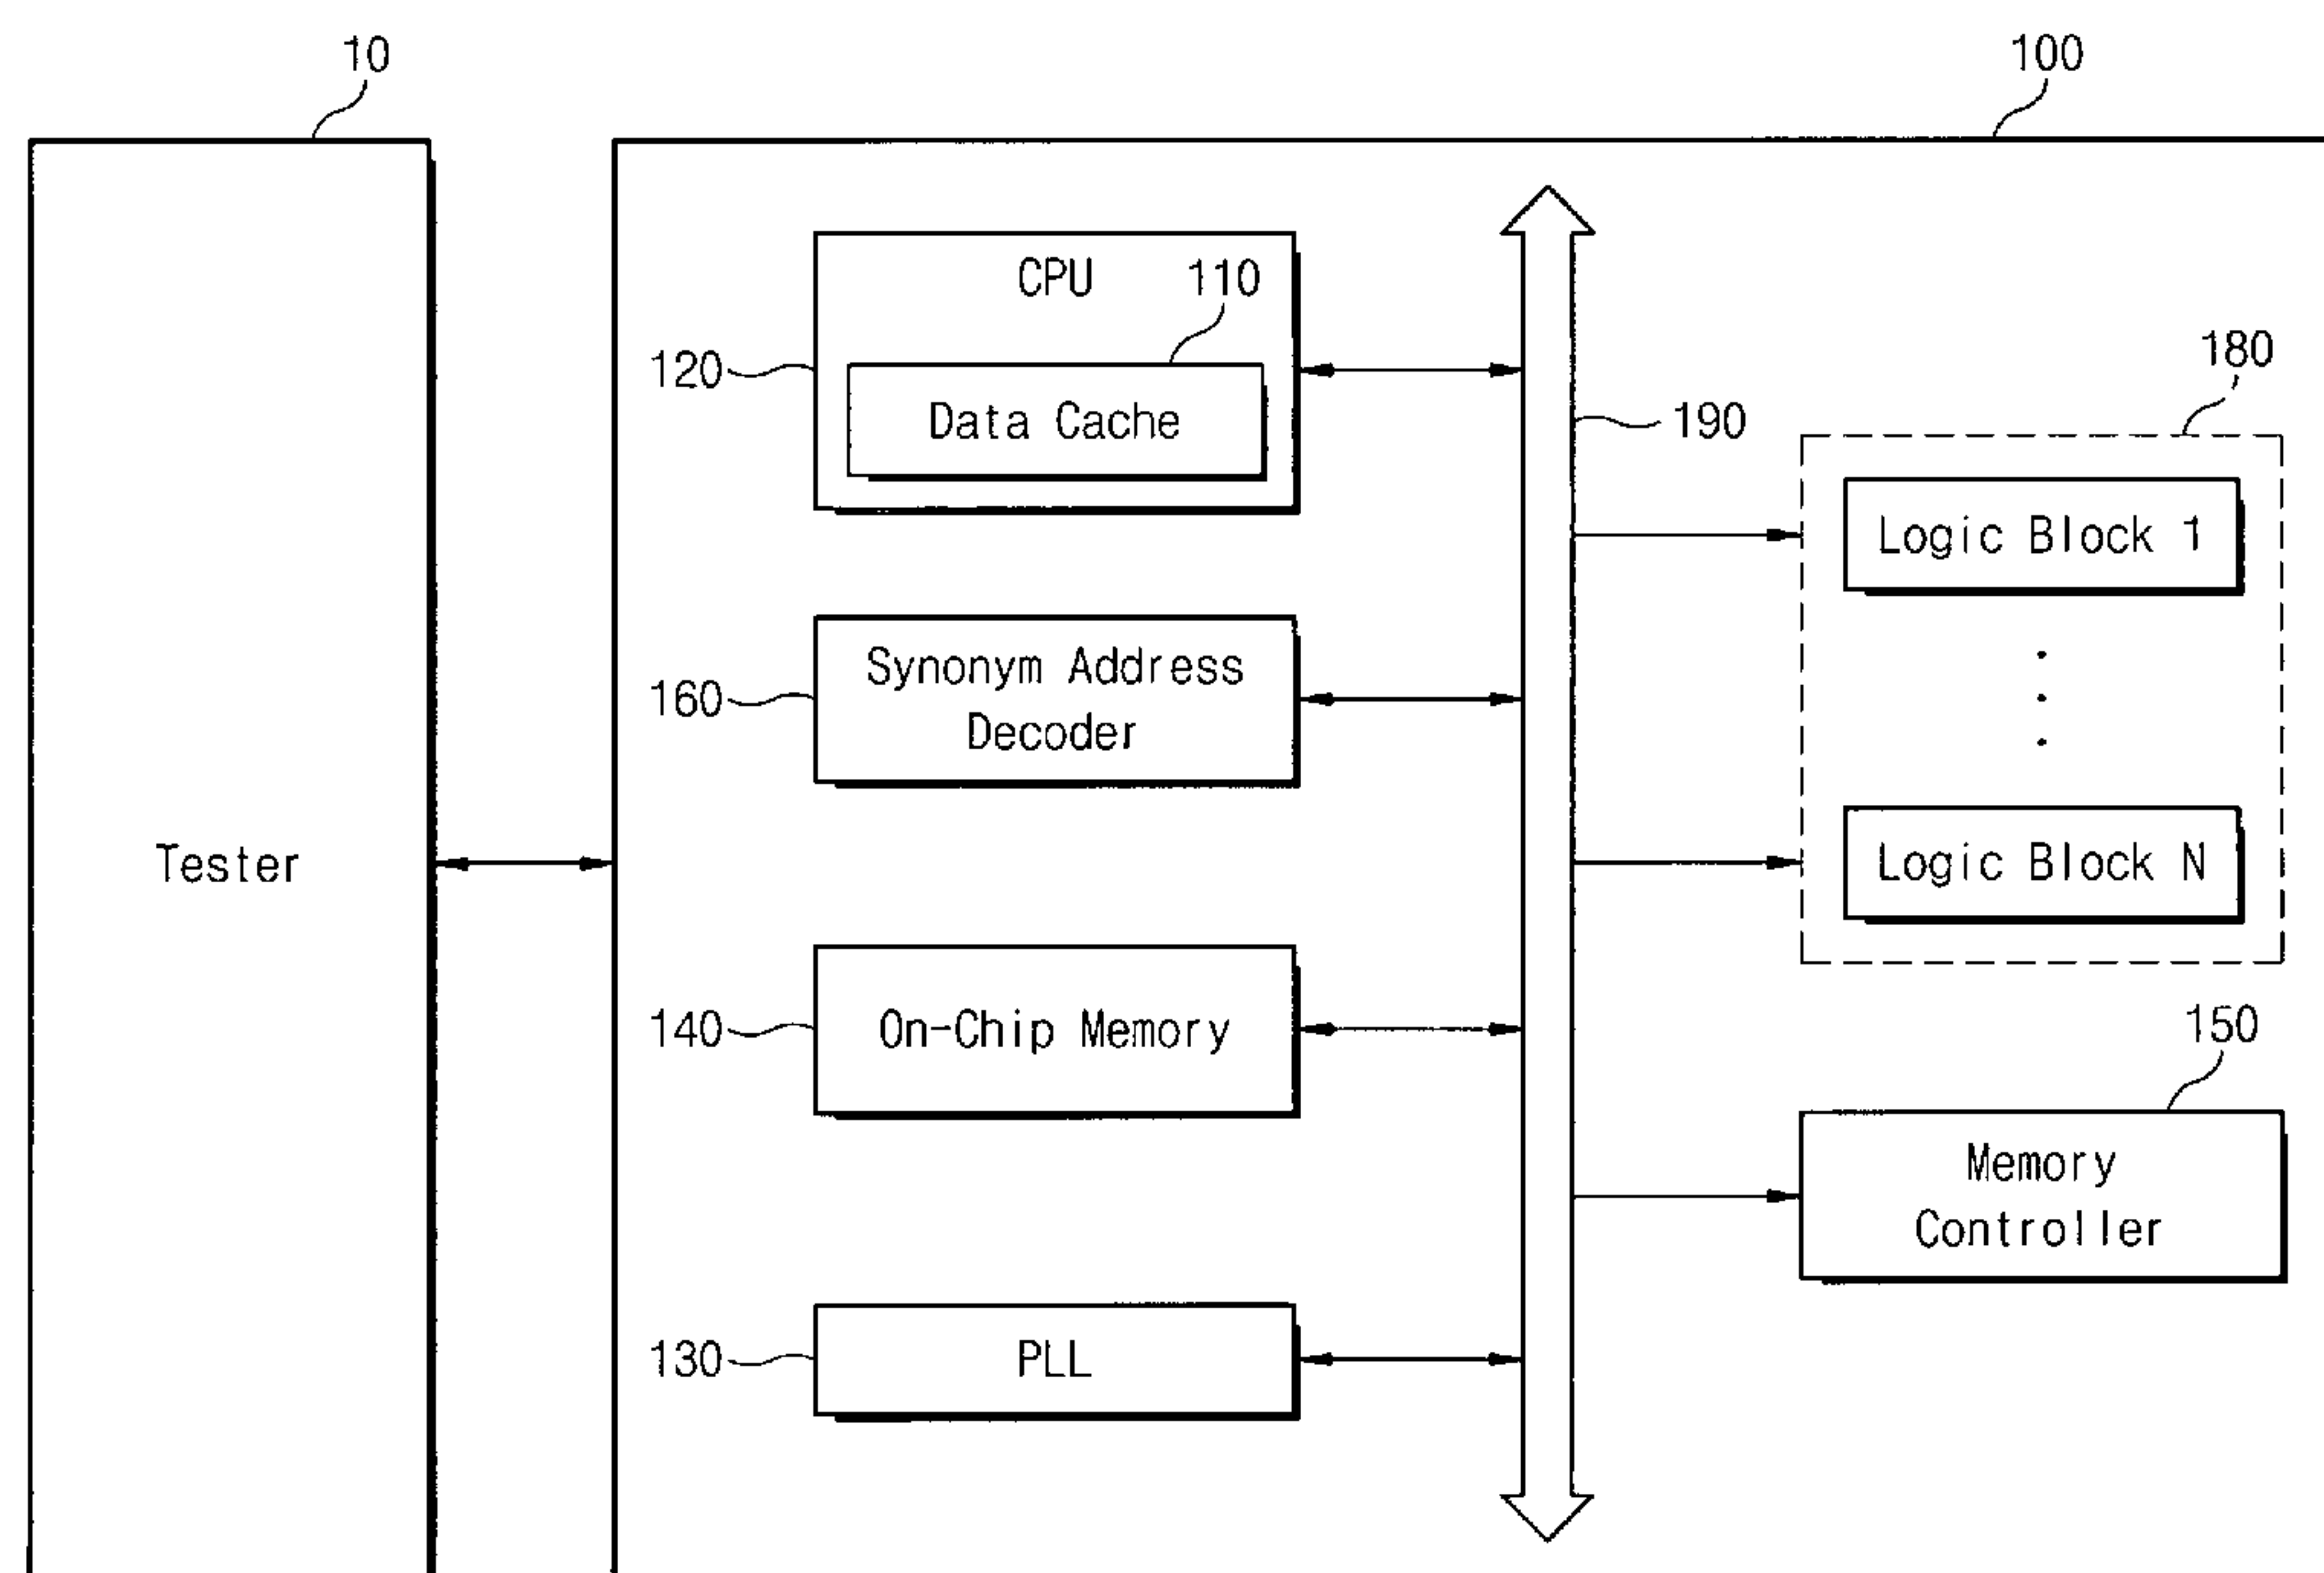 10
100
CPU
110
120
Data Cache
190
180
Logic Block 1
160
Synonym Address
Decoder
Tester
Logic Block N
140
On-Chip Memory
150
Memory
Controller
130
PLL